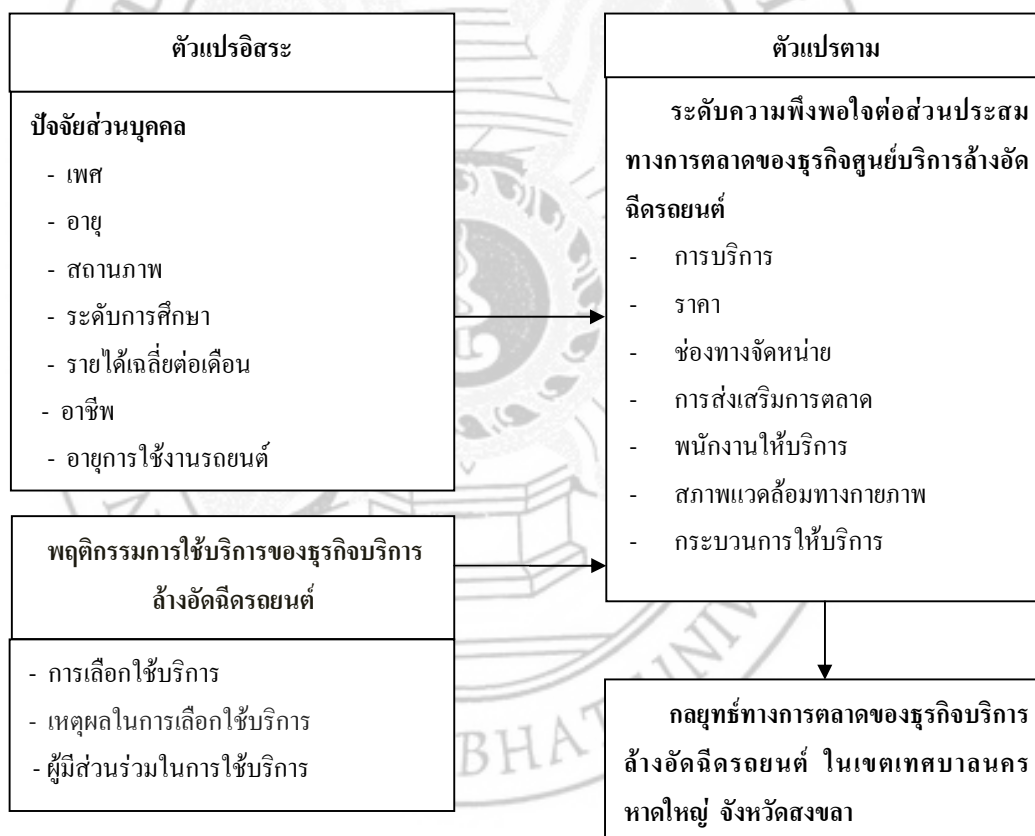 ตัวแปรอิสระ
ปัจจัยส่วนบุคคล
- เพศ
- อายุ
- สถานภาพ
- ระดับการศึกษา
- รายได้เฉลี่ยต่อเดือน
- อาชีพ
- อายุการใช้งานรถยนต์
พฤติกรรมการใช้บริการของธุรกิจบริการ
ล้างอัดฉีดรถยนต์
- การเลือกใช้บริการ
- เหตุผลในการเลือกใช้บริการ
- ผู้มีส่วนร่วมในการใช้บริการ
ตัวแปรตาม
ระดับความพึงพอใจต่อส่วนประสม
ทางการตลาดของธุรกิจศูนย์บริการล้างอัด
ฉีดรถยนต์
- การบริการ
- ราคา
- ช่องทางจัดหน่าย
- การส่งเสริมการตลาด
- พนักงานให้บริการ
- สภาพแวดล้อมทางกายภาพ
- กระบวนการให้บริการ
กลยุทธ์ทางการตลาดของธุรกิจบริการ
ล้างอัดฉีดรถยนต์ ในเขตเทศบาลนคร
หาดใหญ่ จังหวัดสงขลา